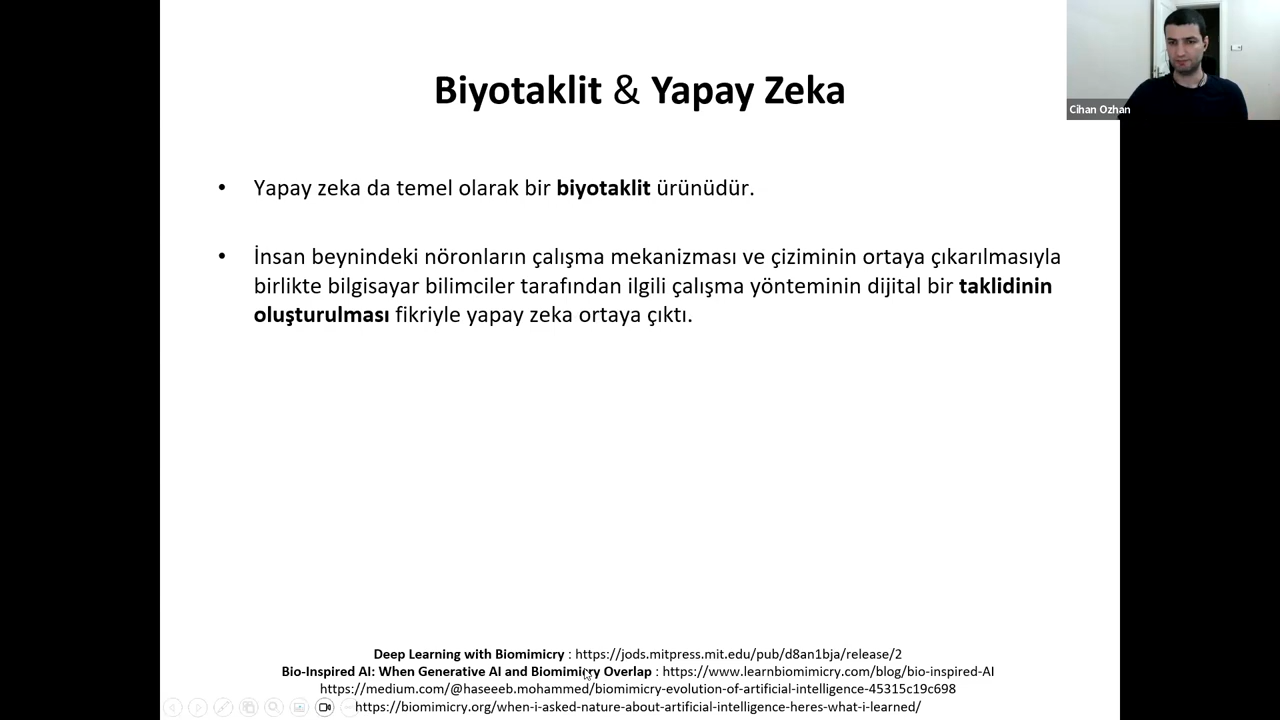 Biyotaklit & Yapay Zeka
Cihan Ozhan
• Yapay zeka da temel olarak bir biyotaklit ürünüdür.
• İnsan beynindeki nöronların çalışma mekanizması ve çiziminin ortaya çıkarılmasıyla
birlikte bilgisayar bilimciler tarafından ilgili çalışma yönteminin dijital bir taklidinin
oluşturulması fikriyle yapay zeka ortaya çıktı.
Deep Learning with Biomimicry : https://jods.mitpress.mit.edu/pub/d8an1bja/release/2
Bio-Inspired AI: When Generative AI and Biomimicry Overlap : https://www.learnbiomimicry.com/blog/bio-inspired-AI
https://medium.com/@haseeeb.mohammed/biomimicry-evolution-of-artificial-intelligence-45315c19c698
https://biomimicry.org/when-i-asked-nature-about-artificial-intelligence-heres-what-i-learned/